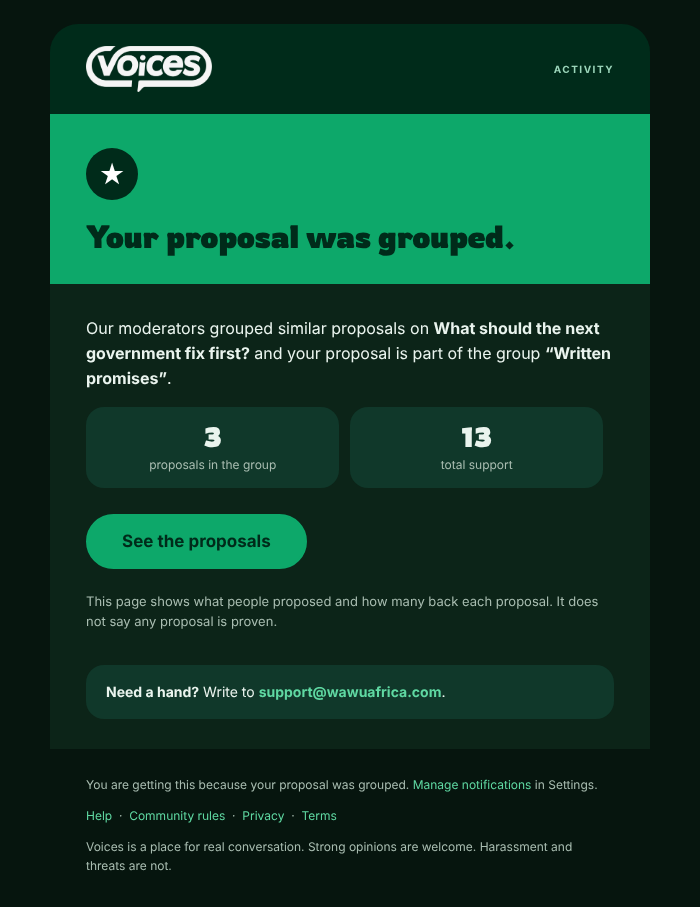 Voices
ACTIVITY
★
Your proposal was grouped.
Our moderators grouped similar proposals on What should the next
government fix first? and your proposal is part of the group “Written
promises”.
3
proposals in the group
13
total support
See the proposals
This page shows what people proposed and how many back each proposal. It does
not say any proposal is proven.
Need a hand? Write to support@wawuafrica.com.
You are getting this because your proposal was grouped. Manage notifications in Settings.
Help · Community rules · Privacy · Terms
Voices is a place for real conversation. Strong opinions are welcome. Harassment and
threats are not.